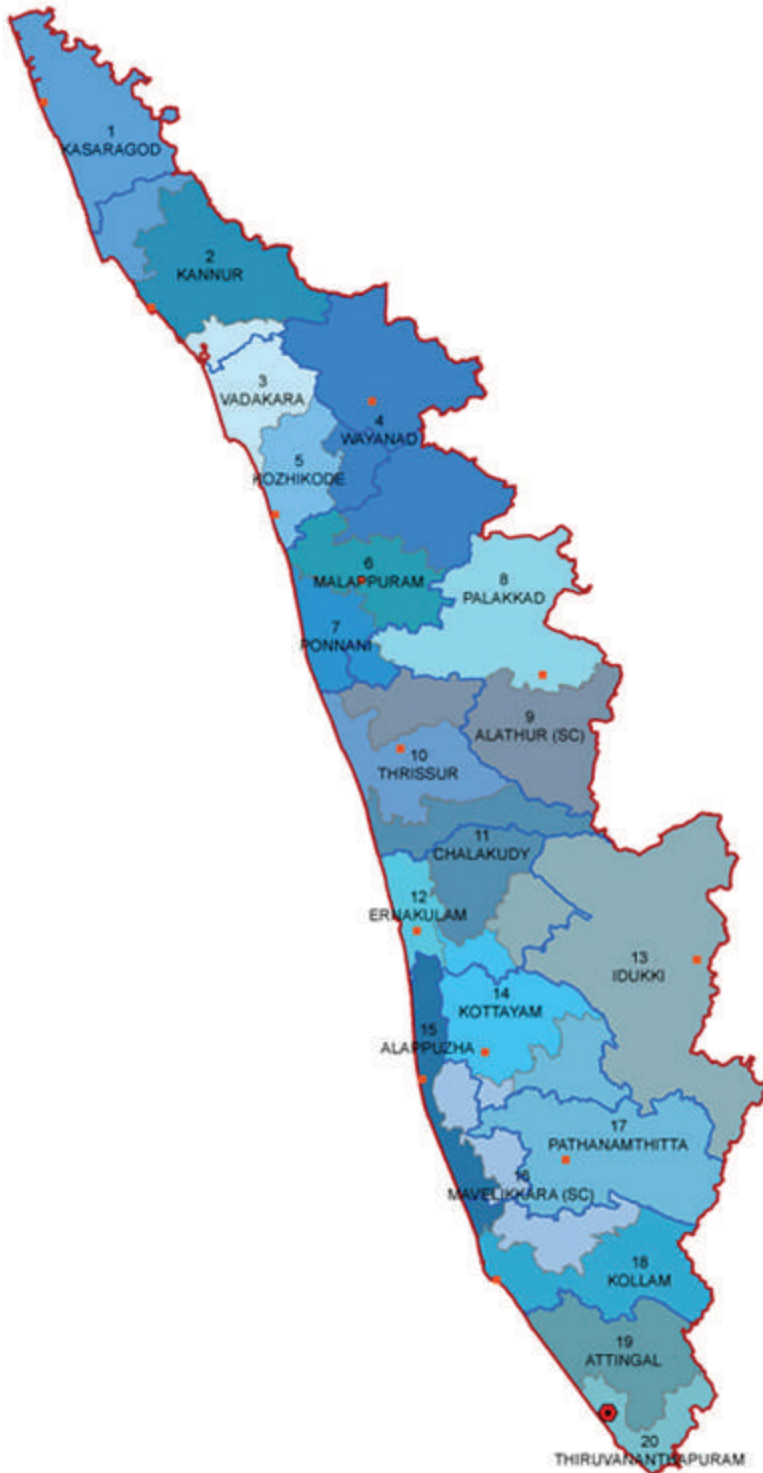 1
KASARAGOD
2
KANNUR
3
VADAKARA
4
WAYANAD
5
KOZHIKODE
6
MALAPPURAM
7
PONNANI
8
PALAKKAD
9
ALATHUR (SC)
10
THRISSUR
11
CHALAKUDY
12
ERNAKULAM
13
IDUKKI
14
KOTTAYAM
15
ALAPPUZHA
16
MAVELIKKARA (SC)
17
PATHANAMTHITTA
18
KOLLAM
19
ATTINGAL
20
THIRUVANANTHAPURAM